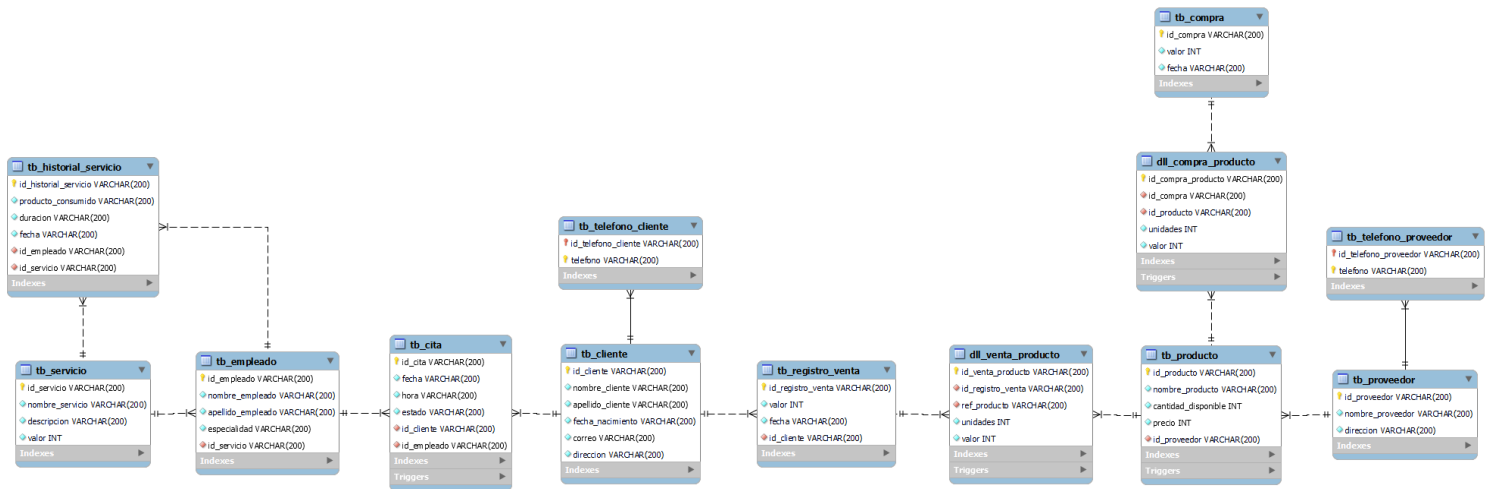 tb_compra
id_compra VARCHAR(200)
valor INT
fecha VARCHAR(200)
Indexes
tb_historial_servicio
id_historial_servicio VARCHAR(200)
producto_consumido VARCHAR(200)
duracion VARCHAR(200)
fecha VARCHAR(200)
id_empleado VARCHAR(200)
id_servicio VARCHAR(200)
Indexes
dll_compra_producto
id_compra_producto VARCHAR(200)
id_compra VARCHAR(200)
id_producto VARCHAR(200)
unidades INT
valor INT
Indexes
Triggers
tb_telefono_cliente
id_telefono_cliente VARCHAR(200)
telefono VARCHAR(200)
Indexes
tb_telefono_proveedor
id_telefono_proveedor VARCHAR(200)
telefono VARCHAR(200)
Indexes
tb_servicio
id_servicio VARCHAR(200)
nombre_servicio VARCHAR(200)
descripcion VARCHAR(200)
valor INT
Indexes
tb_empleado
id_empleado VARCHAR(200)
nombre_empleado VARCHAR(200)
apellido_empleado VARCHAR(200)
especialidad VARCHAR(200)
id_servicio VARCHAR(200)
Indexes
tb_cita
id_cita VARCHAR(200)
fecha VARCHAR(200)
hora VARCHAR(200)
estado VARCHAR(200)
id_cliente VARCHAR(200)
id_empleado VARCHAR(200)
Indexes
Triggers
tb_cliente
id_cliente VARCHAR(200)
nombre_cliente VARCHAR(200)
apellido_cliente VARCHAR(200)
fecha_nacimiento VARCHAR(200)
correo VARCHAR(200)
direccion VARCHAR(200)
Indexes
tb_registro_venta
id_registro_venta VARCHAR(200)
valor INT
fecha VARCHAR(200)
id_cliente VARCHAR(200)
Indexes
dll_venta_producto
id_venta_producto VARCHAR(200)
id_registro_venta VARCHAR(200)
ref_producto VARCHAR(200)
unidades INT
valor INT
Indexes
Triggers
tb_producto
id_producto VARCHAR(200)
nombre_producto VARCHAR(200)
cantidad_disponible INT
precio INT
id_proveedor VARCHAR(200)
Indexes
Triggers
tb_proveedor
id_proveedor VARCHAR(200)
nombre_proveedor VARCHAR(200)
direccion VARCHAR(200)
Indexes